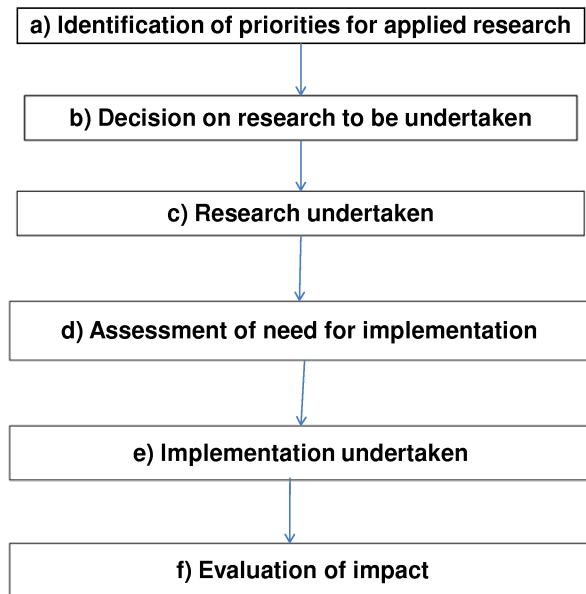 a) Identification of priorities for applied research
b) Decision on research to be undertaken
c) Research undertaken
d) Assessment of need for implementation
e) Implementation undertaken
f) Evaluation of impact